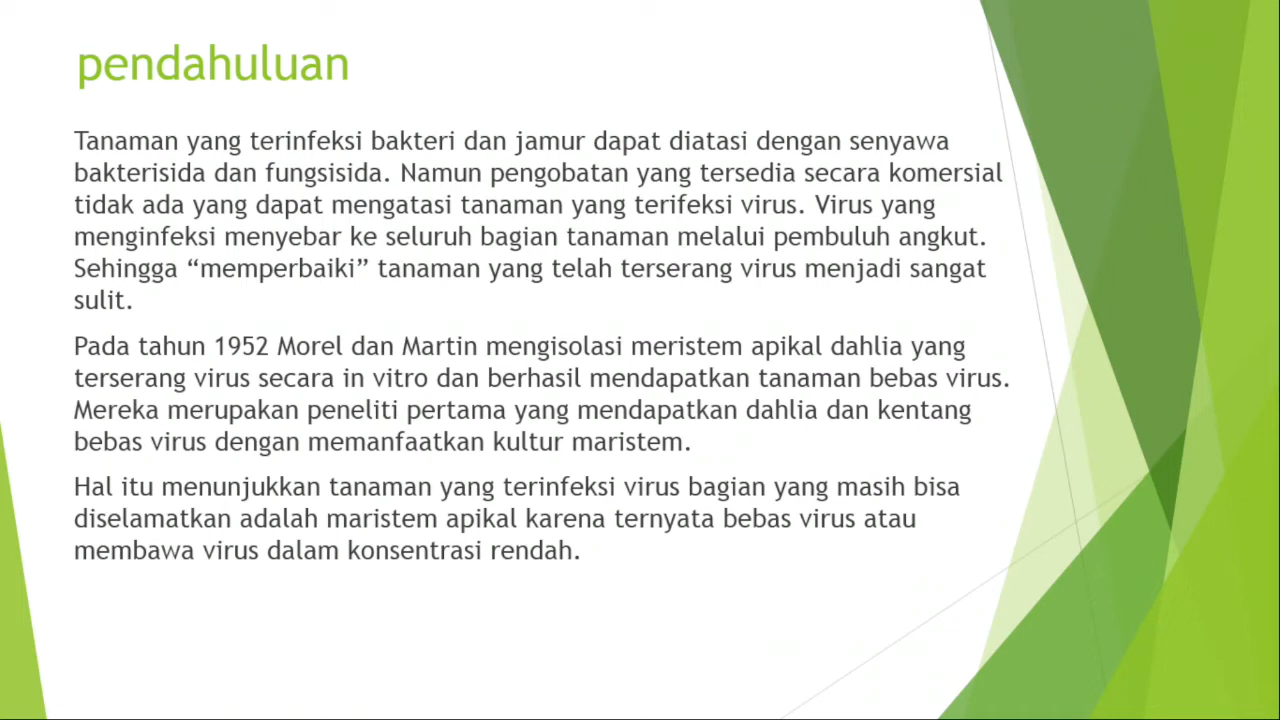 pendahuluan
Tanaman yang terinfeksi bakteri dan jamur dapat diatasi dengan senyawa
bakterisida dan fungsisida. Namun pengobatan yang tersedia secara komersial
tidak ada yang dapat mengatasi tanaman yang terifeksi virus. Virus yang
menginfeksi menyebar ke seluruh bagian tanaman melalui pembuluh angkut.
Sehingga “memperbaiki” tanaman yang telah terserang virus menjadi sangat
sulit.
Pada tahun 1952 Morel dan Martin mengisolasi meristem apikal dahlia yang
terserang virus secara in vitro dan berhasil mendapatkan tanaman bebas virus.
Mereka merupakan peneliti pertama yang mendapatkan dahlia dan kentang
bebas virus dengan memanfaatkan kultur maristem.
Hal itu menunjukkan tanaman yang terinfeksi virus bagian yang masih bisa
diselamatkan adalah maristem apikal karena ternyata bebas virus atau
membawa virus dalam konsentrasi rendah.